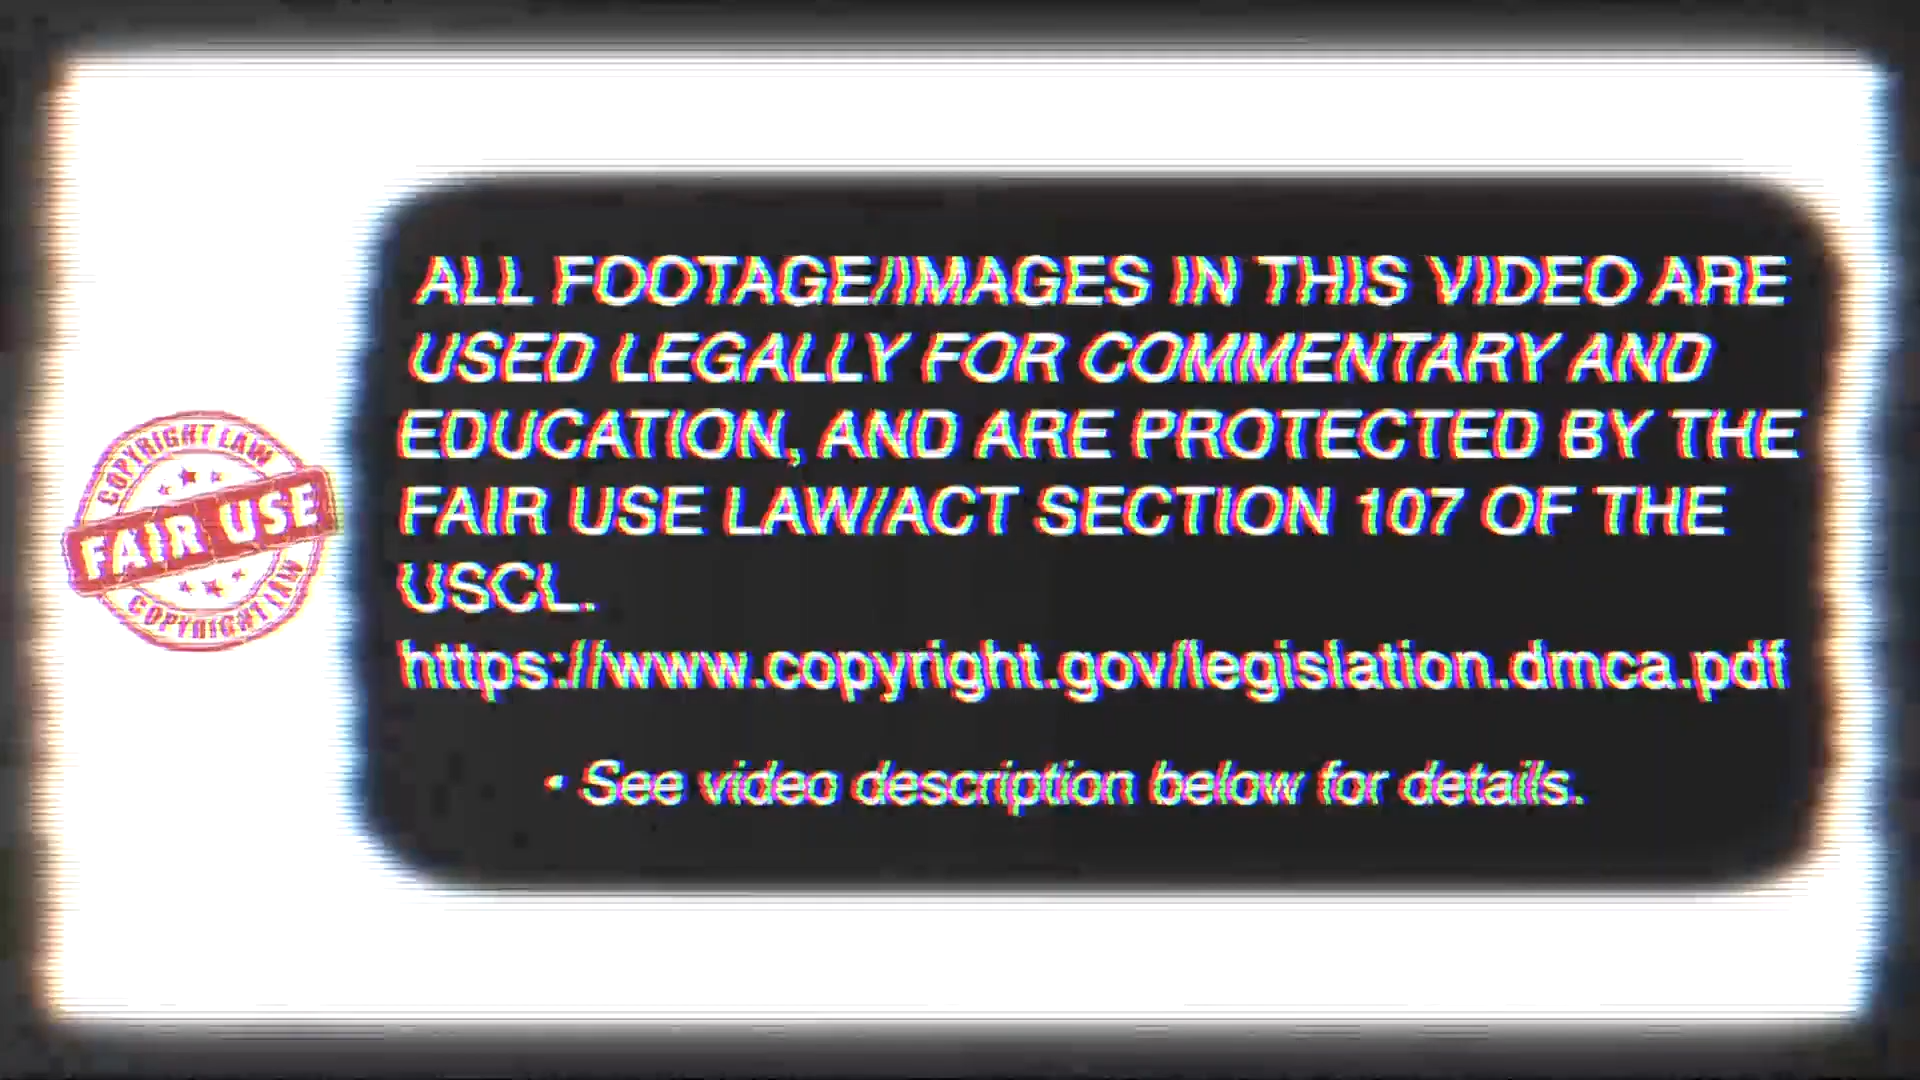 COPYRIGHT LAW
FAIR USE
COPYRIGHT LAW
ALL FOOTAGE/IMAGES IN THIS VIDEO ARE
USED LEGALLY FOR COMMENTARY AND
EDUCATION, AND ARE PROTECTED BY THE
FAIR USE LAW/ACT SECTION 107 OF THE
USCL.
https://www.copyright.gov/legislation.dmca.pdf
• See video description below for details.